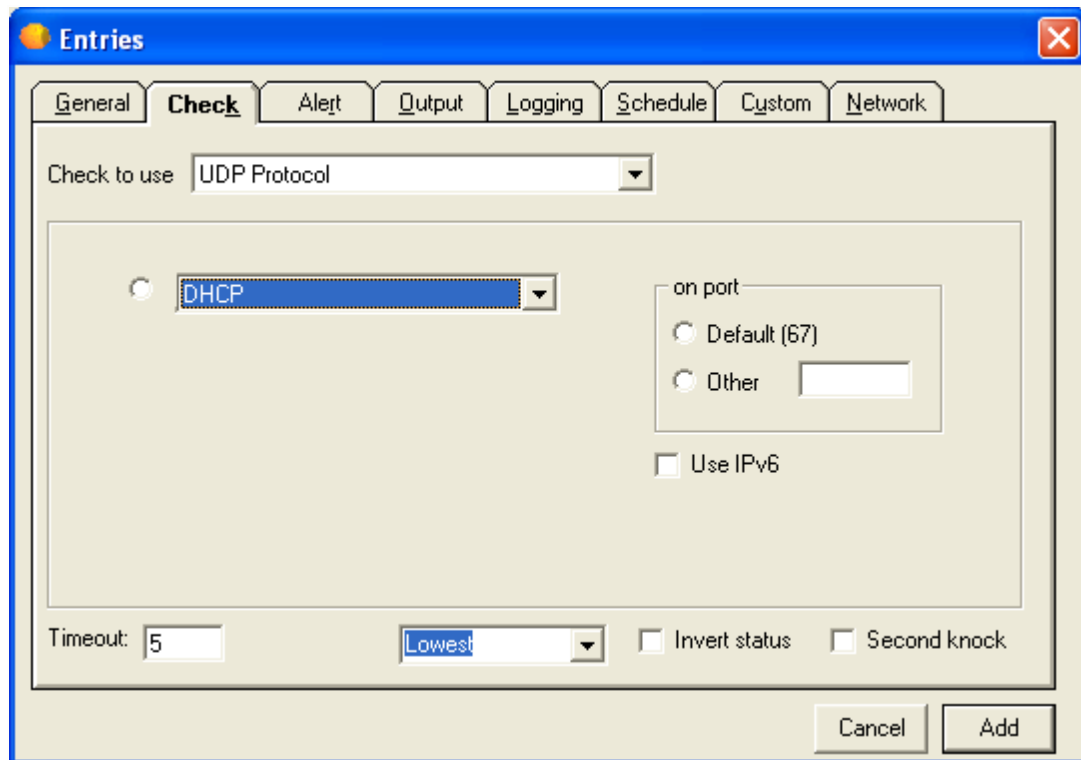 Entries
General Check Alert Output Logging Schedule Custom Network
Check to use UDP Protocol
DHCP
on port
Default (67)
Other
Use IPv6
Timeout: 5 Lowest Invert status Second knock
Cancel Add